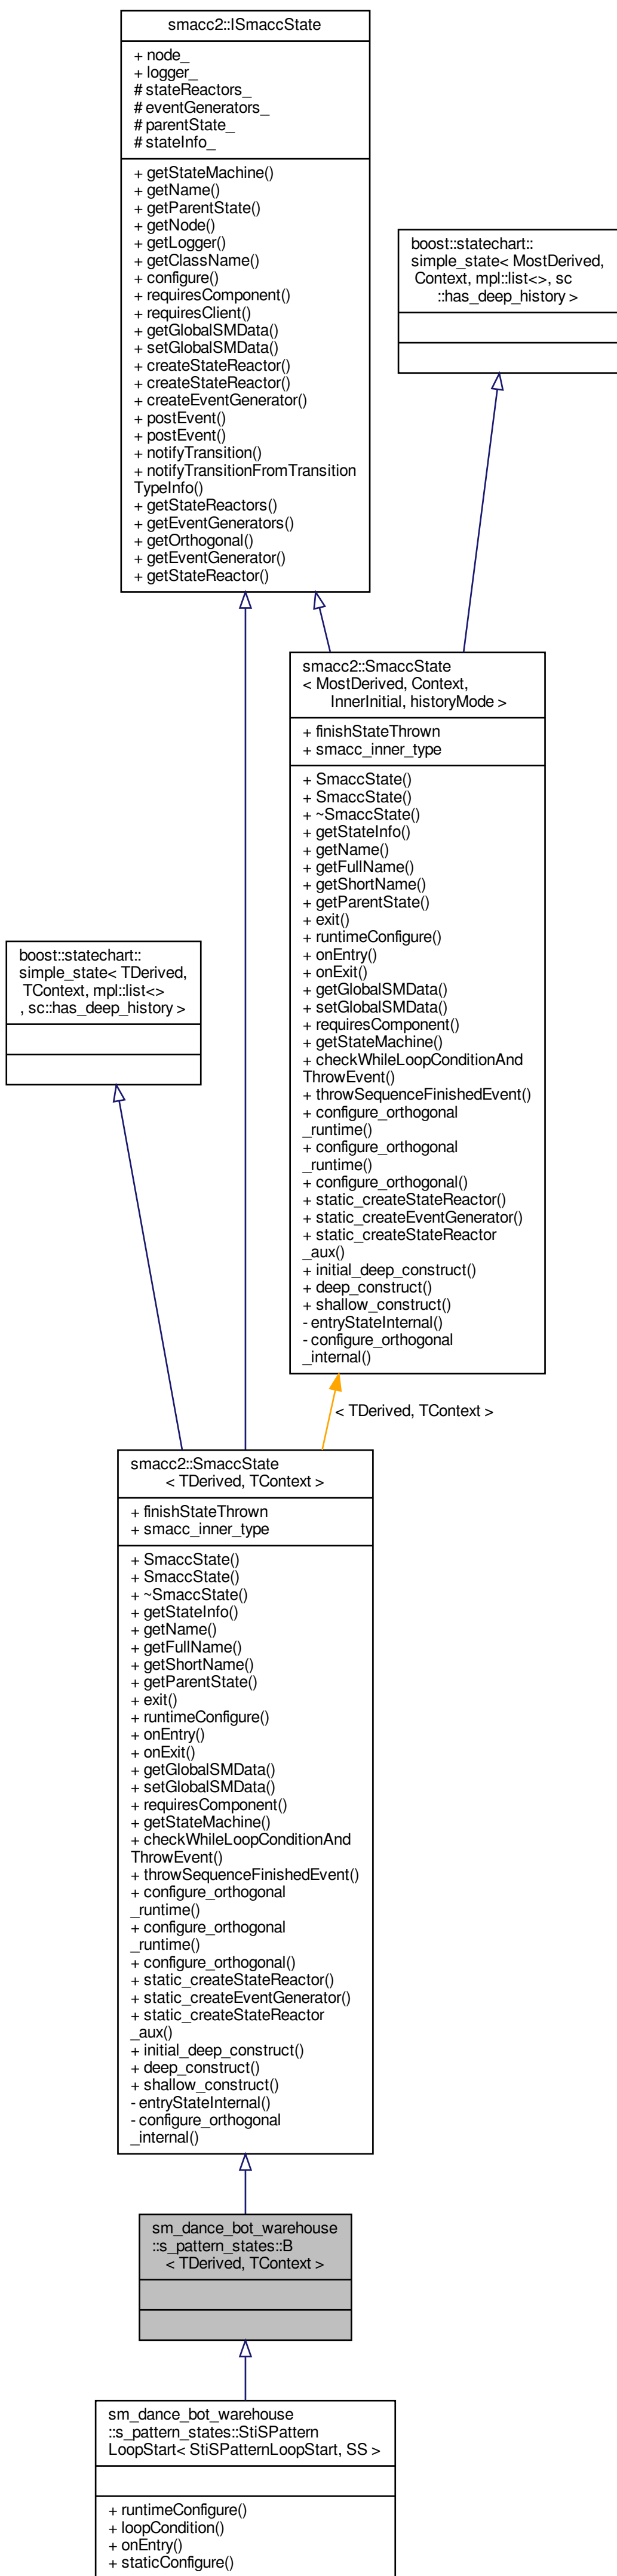 smacc2::ISmaccState
+ node_
+ logger_
# stateReactors_
# eventGenerators_
# parentState_
# stateInfo_
+ getStateMachine()
+ getName()
+ getParentState()
+ getNode()
+ getLogger()
+ getClassName()
+ configure()
+ requiresComponent()
+ requiresClient()
+ getGlobalSMData()
+ setGlobalSMData()
+ createStateReactor()
+ createStateReactor()
+ createEventGenerator()
+ postEvent()
+ postEvent()
+ notifyTransition()
+ notifyTransitionFromTransition
TypeInfo()
+ getStateReactors()
+ getEventGenerators()
+ getOrthogonal()
+ getEventGenerator()
+ getStateReactor()
boost::statechart::
simple_state< MostDerived,
Context, mpl::list<>, sc
::has_deep_history >
smacc2::SmaccState
< MostDerived, Context,
InnerInitial, historyMode >
+ finishStateThrown
+ smacc_inner_type
+ SmaccState()
+ SmaccState()
+ ~SmaccState()
+ getStateInfo()
+ getName()
+ getFullName()
+ getShortName()
+ getParentState()
+ exit()
+ runtimeConfigure()
+ onEntry()
+ onExit()
+ getGlobalSMData()
+ setGlobalSMData()
+ requiresComponent()
+ getStateMachine()
+ checkWhileLoopConditionAnd
ThrowEvent()
+ throwSequenceFinishedEvent()
+ configure_orthogonal
_runtime()
+ configure_orthogonal
_runtime()
+ configure_orthogonal()
+ static_createStateReactor()
+ static_createEventGenerator()
+ static_createStateReactor
_aux()
+ initial_deep_construct()
+ deep_construct()
+ shallow_construct()
- entryStateInternal()
- configure_orthogonal
_internal()
boost::statechart::
simple_state< TDerived,
TContext, mpl::list<>
, sc::has_deep_history >
< TDerived, TContext >
smacc2::SmaccState
< TDerived, TContext >
+ finishStateThrown
+ smacc_inner_type
+ SmaccState()
+ SmaccState()
+ ~SmaccState()
+ getStateInfo()
+ getName()
+ getFullName()
+ getShortName()
+ getParentState()
+ exit()
+ runtimeConfigure()
+ onEntry()
+ onExit()
+ getGlobalSMData()
+ setGlobalSMData()
+ requiresComponent()
+ getStateMachine()
+ checkWhileLoopConditionAnd
ThrowEvent()
+ throwSequenceFinishedEvent()
+ configure_orthogonal
_runtime()
+ configure_orthogonal
_runtime()
+ configure_orthogonal()
+ static_createStateReactor()
+ static_createEventGenerator()
+ static_createStateReactor
_aux()
+ initial_deep_construct()
+ deep_construct()
+ shallow_construct()
- entryStateInternal()
- configure_orthogonal
_internal()
sm_dance_bot_warehouse
::s_pattern_states::B
< TDerived, TContext >
sm_dance_bot_warehouse
::s_pattern_states::StiSPattern
LoopStart< StiSPatternLoopStart, SS >
+ runtimeConfigure()
+ loopCondition()
+ onEntry()
+ staticConfigure()